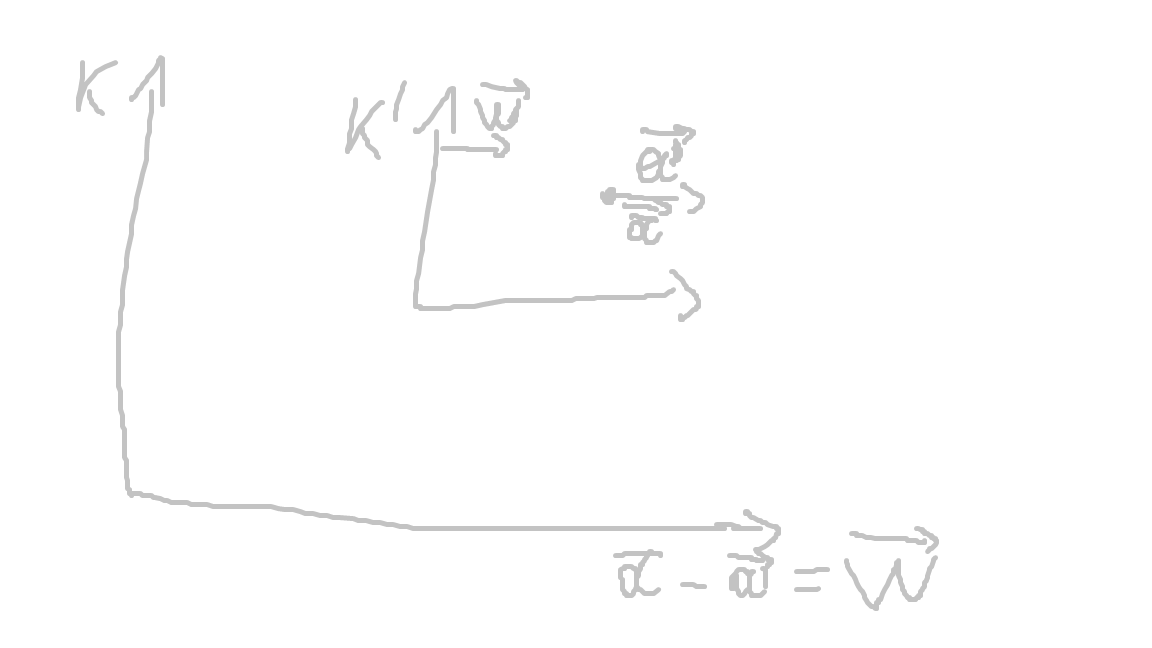 K
K' w⃗
a⃗'
a⃗
a⃗ - a⃗' = W⃗